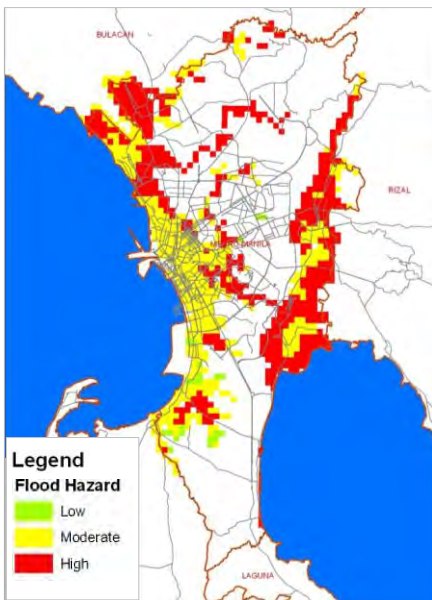 BULACAN
RIZAL
METRO MANILA
Legend
Flood Hazard
Low
Moderate
High
LAGUNA